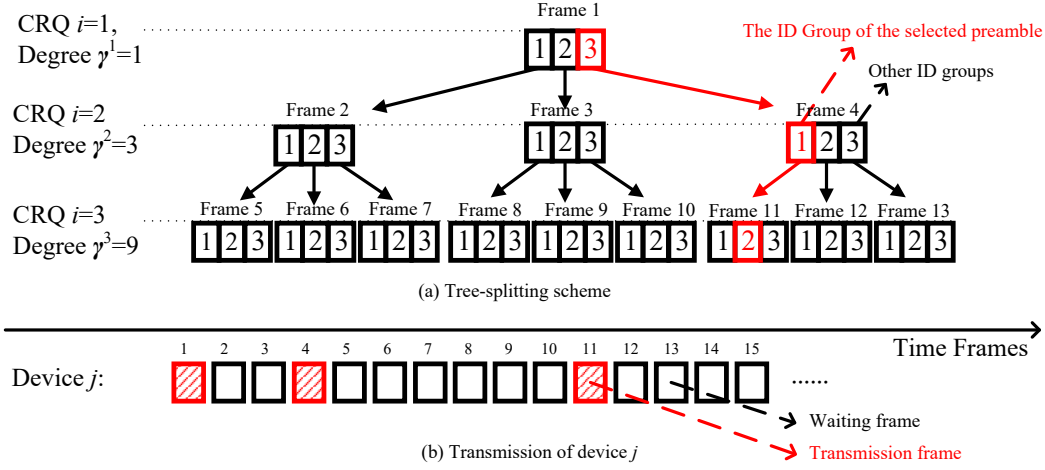 CRQ i=1,
Degree γ¹=1
Frame 1
1 2 3
The ID Group of the selected preamble
Other ID groups
CRQ i=2
Degree γ²=3
Frame 2
Frame 3
Frame 4
1 2 3
1 2 3
1 2 3
CRQ i=3
Degree γ³=9
Frame 5
Frame 6
Frame 7
Frame 8
Frame 9
Frame 10
Frame 11
Frame 12
Frame 13
1 2 3
1 2 3
1 2 3
1 2 3
1 2 3
1 2 3
1 2 3
1 2 3
1 2 3
(a) Tree-splitting scheme
Time Frames
1 2 3 4 5 6 7 8 9 10 11 12 13 14 15
Device j:
......
Waiting frame
Transmission frame
(b) Transmission of device j